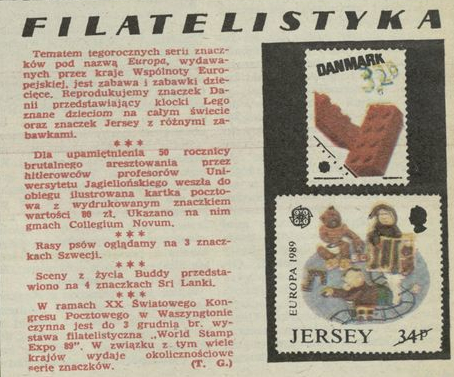 FILATELISTYKA
Tematem tegorocznych serii znacz-
ków pod nazwą Europa, wydawa-
nych przez kraje Wspólnoty Euro-
pejskiej, jest zabawa i zabawki dzie-
cięce. Reprodukujemy znaczek Da-
nii przedstawiający klocki Lego
znane dzieciom na całym świecie
oraz znaczek Jersey z różnymi za-
bawkami.
* * *
Dla upamiętnienia 50 rocznicy
brutalnego aresztowania przez
hitlerowców profesorów Uni-
wersytetu Jagiellońskiego weszła do
obiegu ilustrowana kartka poczto-
wa z wydrukowanym znaczkiem
wartości 80 zł. Ukazano na nim
gmach Collegium Novum.
* * *
Rasy psów oglądamy na 3 znacz-
kach Szwecji.
* * *
Sceny z życia Buddy przedsta-
wiono na 4 znaczkach Sri Lanki.
* * *
W ramach XX Światowego Kon-
gresu Pocztowego w Waszyngtonie
czynna jest do 3 grudnia br. wy-
stawa filatelistyczna „World Stamp
Expo 89". W związku z tym wiele
krajów wydaje okolicznościowe
serie znaczków. (T. G.)
DANMARK
3.20
EUROPA 1989
JERSEY 34P